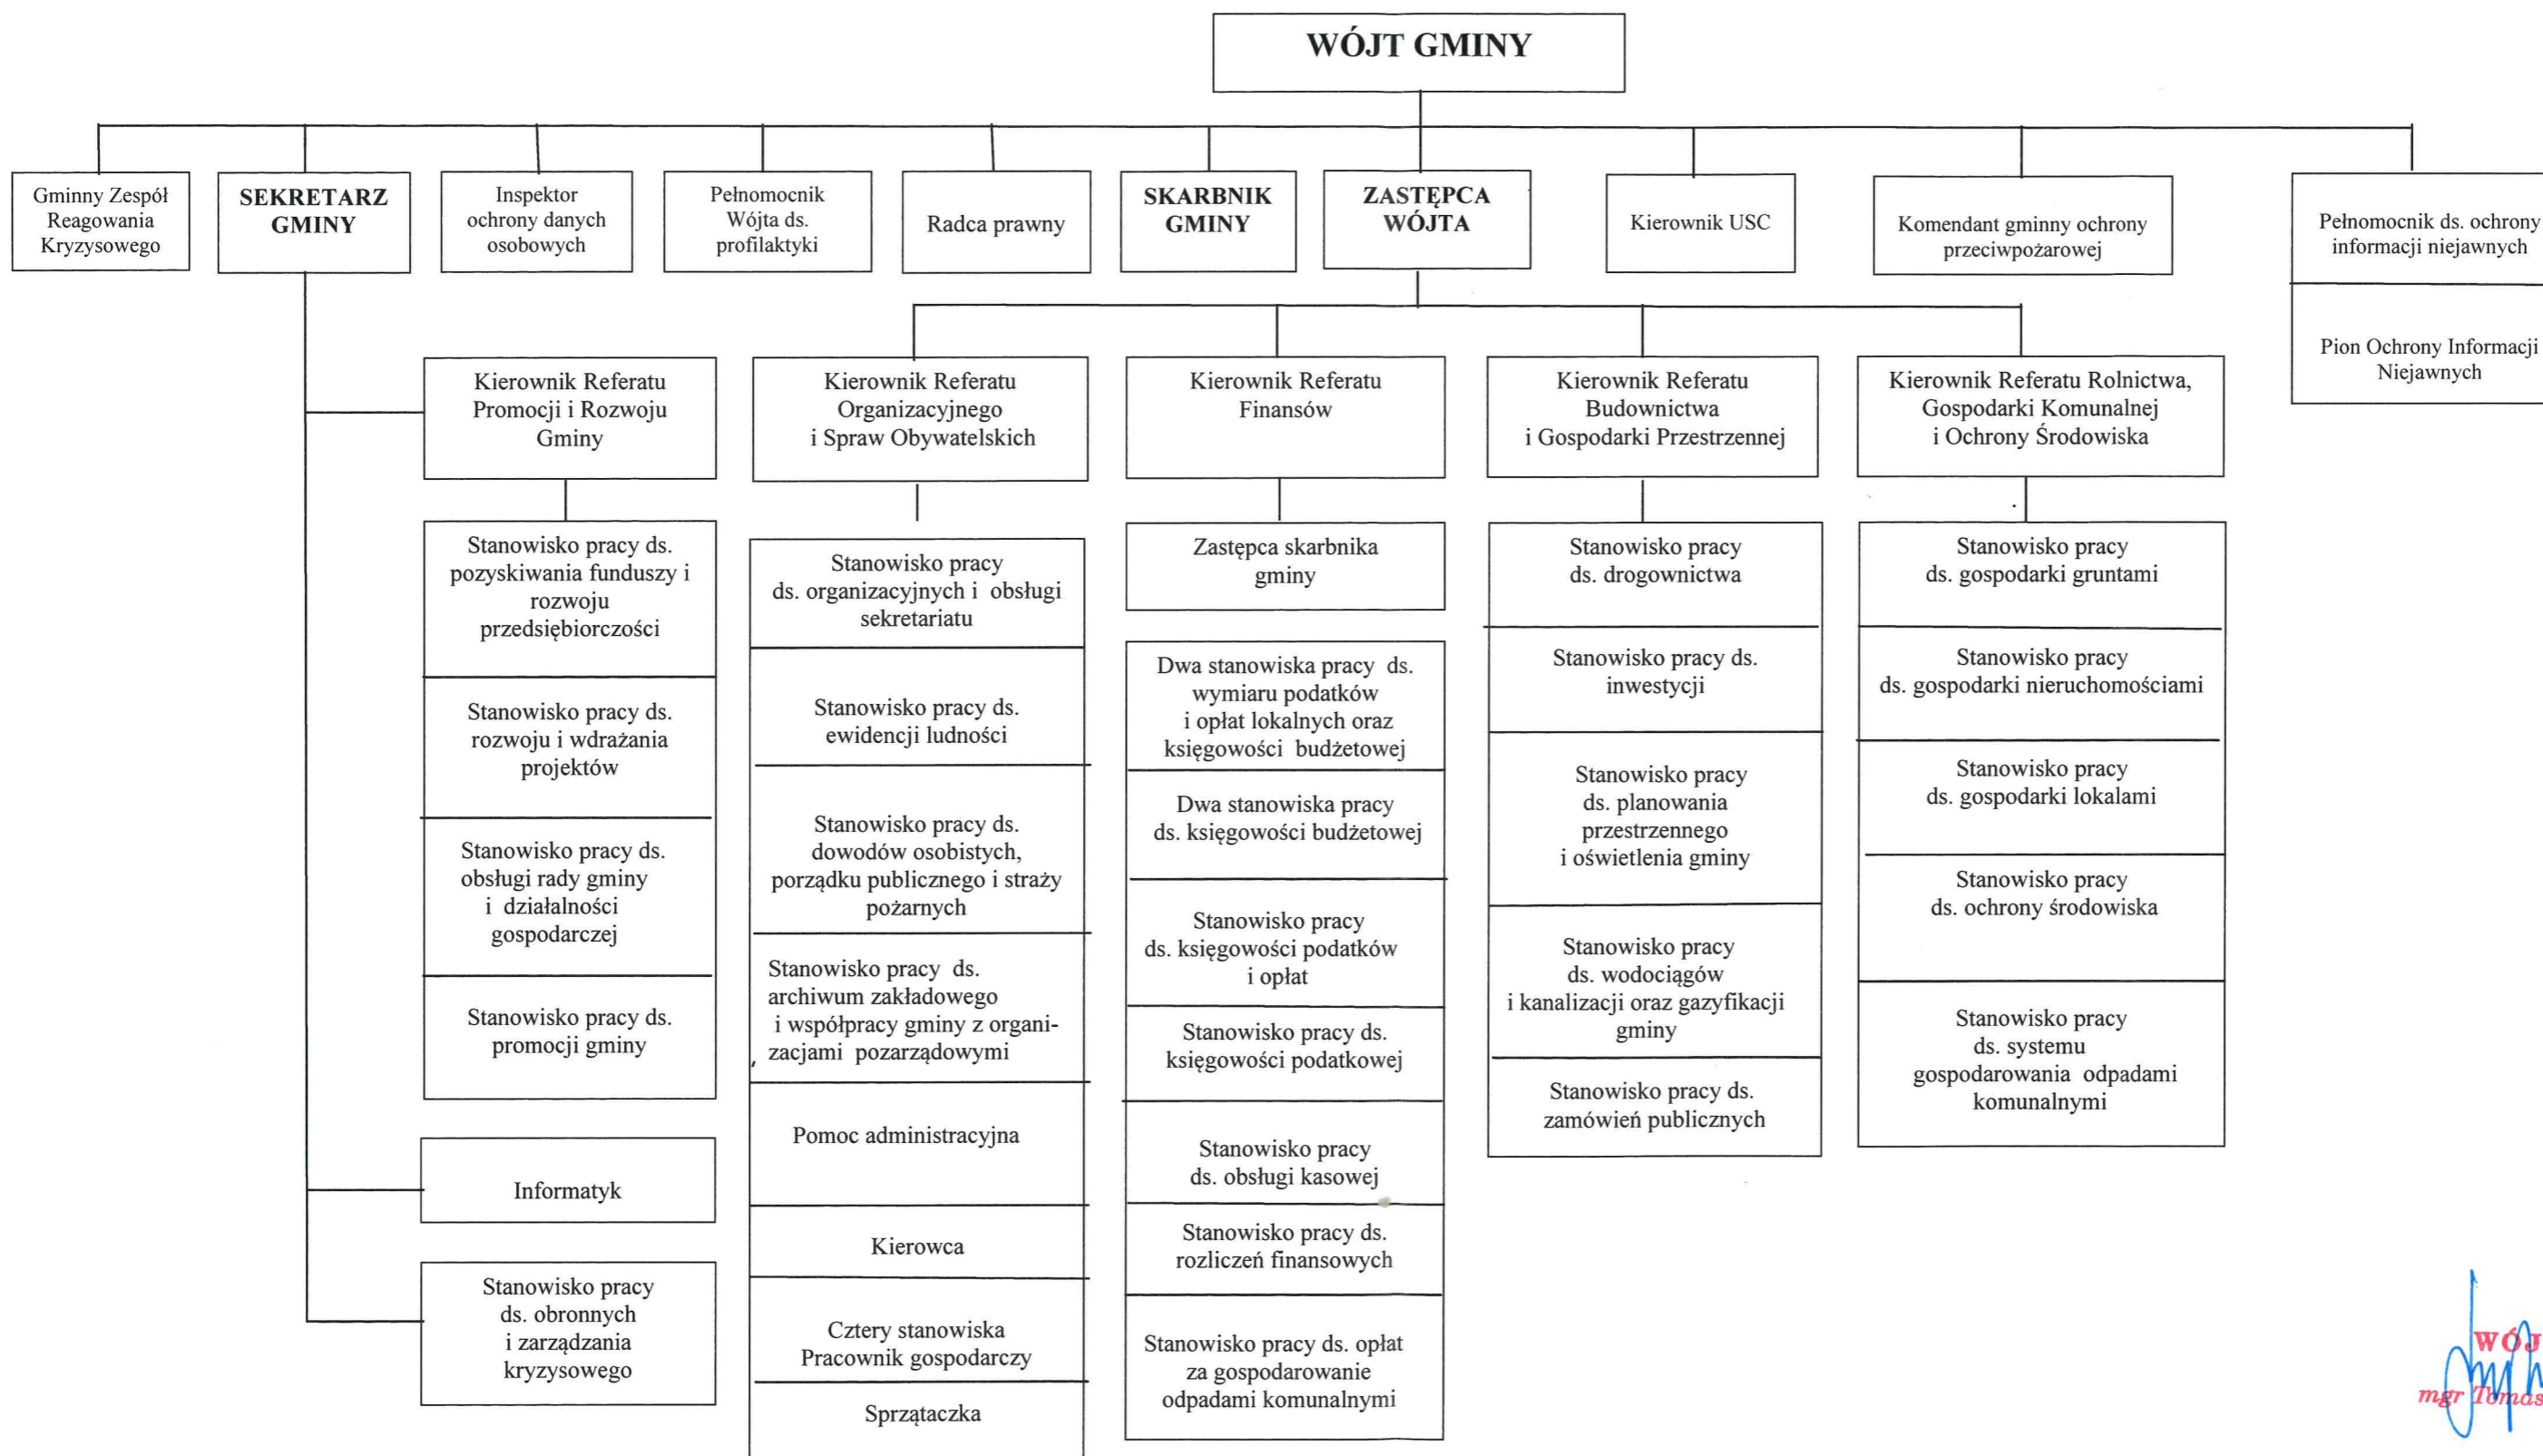 WÓJT GMINY
Gminny Zespół
Reagowania
Kryzysowego
SEKRETARZ
GMINY
Inspektor
ochrony danych
osobowych
Pełnomocnik
Wójta ds.
profilaktyki
Radca prawny
SKARBNIK
GMINY
ZASTĘPCA
WÓJTA
Kierownik USC
Komendant gminny ochrony
przeciwpożarowej
Pełnomocnik ds. ochrony
informacji niejawnych
Pion Ochrony Informacji
Niejawnych
Kierownik Referatu
Promocji i Rozwoju
Gminy
Stanowisko pracy ds.
pozyskiwania funduszy i
rozwoju
przedsiębiorczości
Stanowisko pracy ds.
rozwoju i wdrażania
projektów
Stanowisko pracy ds.
obsługi rady gminy
i działalności
gospodarczej
Stanowisko pracy ds.
promocji gminy
Informatyk
Stanowisko pracy
ds. obronnych
i zarządzania
kryzysowego
Kierownik Referatu
Organizacyjnego
i Spraw Obywatelskich
Stanowisko pracy
ds. organizacyjnych i obsługi
sekretariatu
Stanowisko pracy ds.
ewidencji ludności
Stanowisko pracy ds.
dowodów osobistych,
porządku publicznego i straży
pożarnych
Stanowisko pracy ds.
archiwum zakładowego
i współpracy gminy z organi-
zacjami pozarządowymi
Pomoc administracyjna
Kierowca
Cztery stanowiska
Pracownik gospodarczy
Sprzątaczka
Kierownik Referatu
Finansów
Zastępca skarbnika
gminy
Dwa stanowiska pracy ds.
wymiaru podatków
i opłat lokalnych oraz
księgowości budżetowej
Dwa stanowiska pracy
ds. księgowości budżetowej
Stanowisko pracy
ds. księgowości podatków
i opłat
Stanowisko pracy ds.
księgowości podatkowej
Stanowisko pracy
ds. obsługi kasowej
Stanowisko pracy ds.
rozliczeń finansowych
Stanowisko pracy ds. opłat
za gospodarowanie
odpadami komunalnymi
Kierownik Referatu
Budownictwa
i Gospodarki Przestrzennej
Stanowisko pracy
ds. drogownictwa
Stanowisko pracy ds.
inwestycji
Stanowisko pracy
ds. planowania
przestrzennego
i oświetlenia gminy
Stanowisko pracy
ds. wodociągów
i kanalizacji oraz gazyfikacji
gminy
Stanowisko pracy ds.
zamówień publicznych
Kierownik Referatu Rolnictwa,
Gospodarki Komunalnej
i Ochrony Środowiska
Stanowisko pracy
ds. gospodarki gruntami
Stanowisko pracy
ds. gospodarki nieruchomościami
Stanowisko pracy
ds. gospodarki lokalami
Stanowisko pracy
ds. ochrony środowiska
Stanowisko pracy
ds. systemu
gospodarowania odpadami
komunalnymi
WÓJ
mgr Tomas